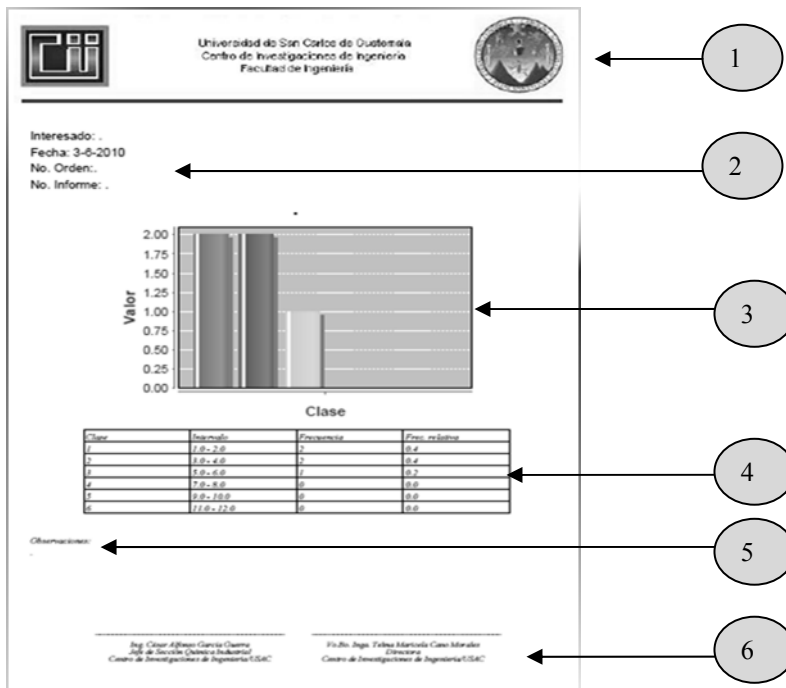 Cii
Universidad de San Carlos de Guatemala
Centro de Investigaciones de Ingeniería
Facultad de Ingeniería
1
Interesado: .
Fecha: 3-6-2010
No. Orden:.
No. Informe: .
2
2.00
1.75
1.50
1.25
1.00
0.75
0.50
0.25
0.00
Valor
Clase
3
Clase Intervalo Frecuencia Frec. relativa
1 1.0 - 2.0 2 0.4
2 3.0 - 4.0 2 0.4
3 5.0 - 6.0 1 0.2
4 7.0 - 8.0 0 0.0
5 9.0 - 10.0 0 0.0
6 11.0 - 12.0 0 0.0
4
Observaciones:
.
5
Ing. César Alfonso García Guerra
Jefe de Sección Química Industrial
Centro de Investigaciones de Ingeniería/USAC
Vo.Bo. Inga. Telma Maricela Cano Morales
Directora
Centro de Investigaciones de Ingeniería/USAC
6